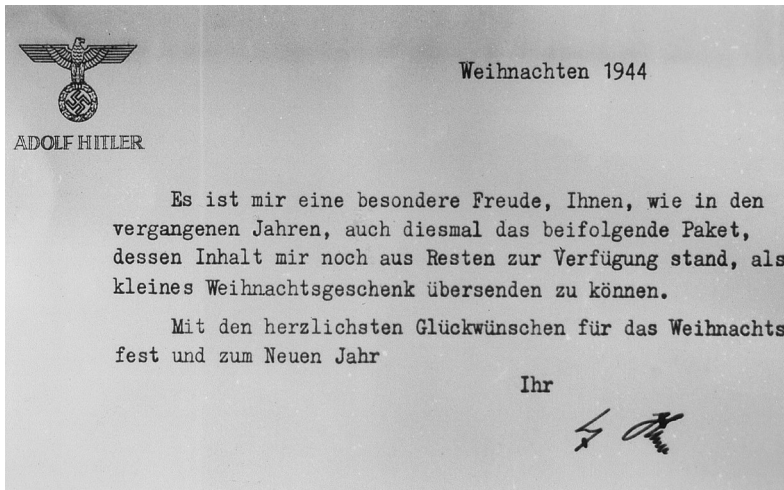 Weihnachten 1944
ADOLF HITLER
Es ist mir eine besondere Freude, Ihnen, wie in den
vergangenen Jahren, auch diesmal das beifolgende Paket,
dessen Inhalt mir noch aus Resten zur Verfügung stand, als
kleines Weihnachtsgeschenk übersenden zu können.
Mit den herzlichsten Glückwünschen für das Weihnachts
fest und zum Neuen Jahr
Ihr